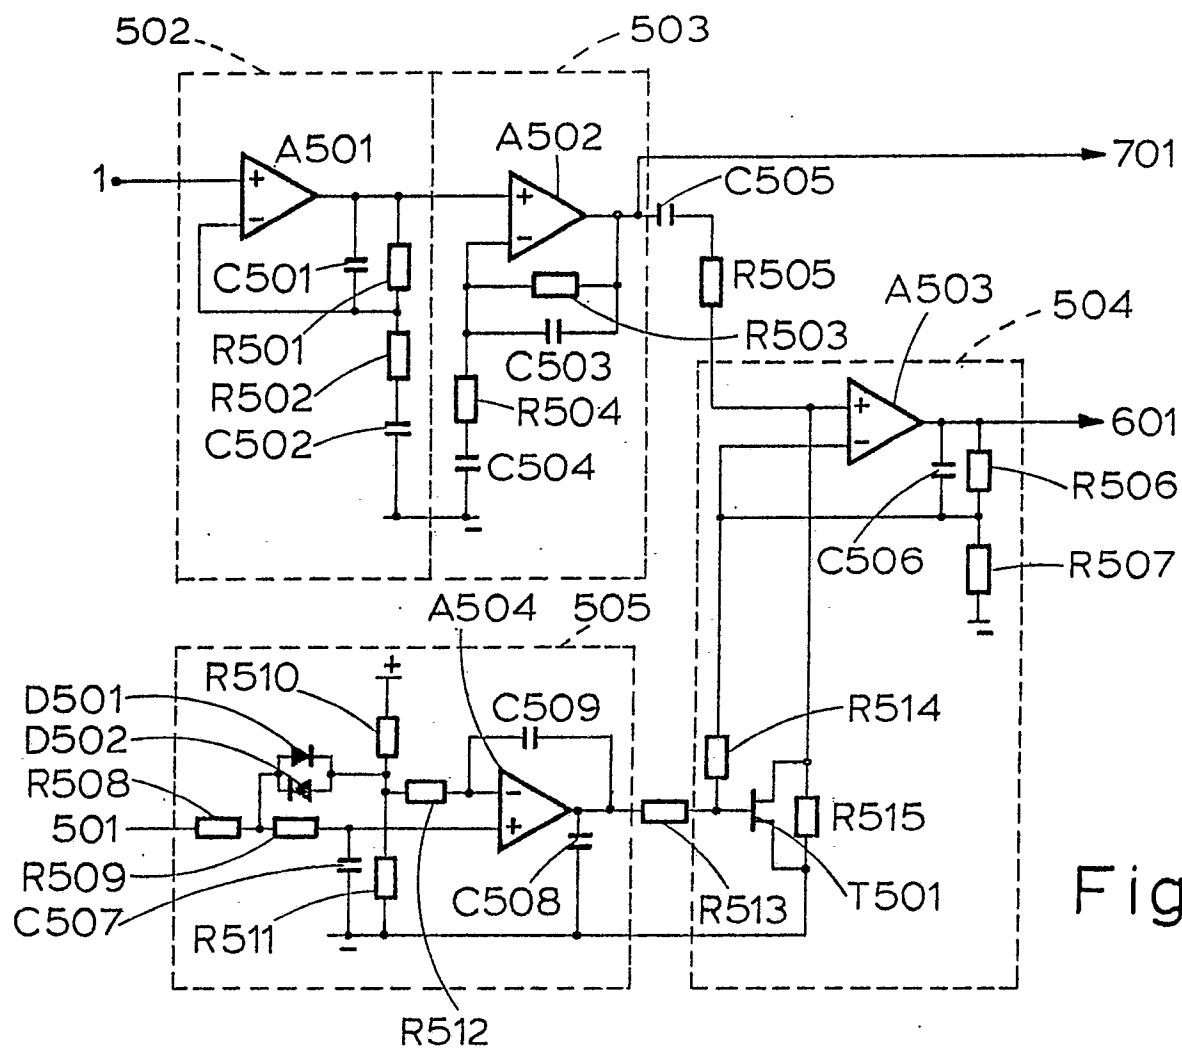 502
503
A501
A502
1
+
−
+
−
701
C505
C501
R505
A503
504
R501
R503
R502
C503
R504
C502
C504
+
−
601
R506
C506
R507
−
−
A504
505
R510
+
D501
C509
D502
R508
R514
501
−
+
R515
R509
C508
R513
T501
C507
R511
−
R512
Fig